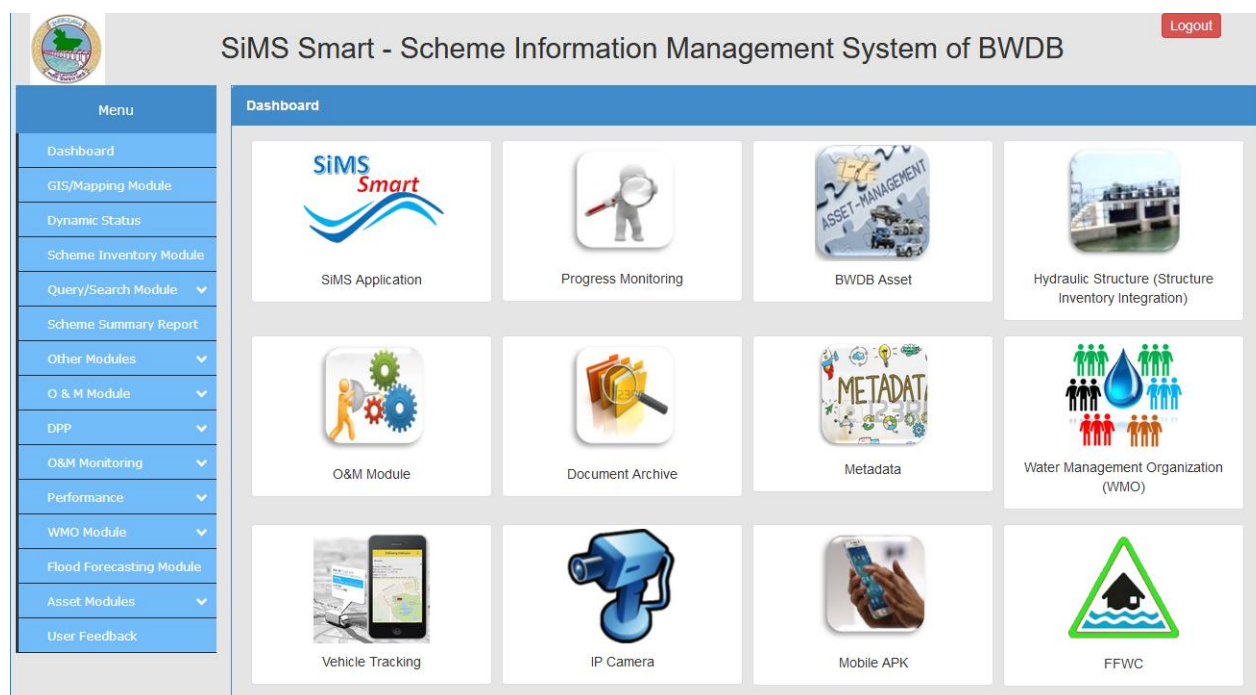 SiMS Smart - Scheme Information Management System of BWDB
Logout
Menu
Dashboard
GIS/Mapping Module
Dynamic Status
Scheme Inventory Module
Query/Search Module
Scheme Summary Report
Other Modules
O & M Module
DPP
O&M Monitoring
Performance
WMO Module
Flood Forecasting Module
Asset Modules
User Feedback
Dashboard
SiMS
Smart
SiMS Application
Progress Monitoring
ASSET-MANAGEMENT
BWDB Asset
Hydraulic Structure (Structure
Inventory Integration)
O&M Module
Document Archive
METADATA
Metadata
Water Management Organization
(WMO)
Vehicle Tracking
IP Camera
Mobile APK
FFWC